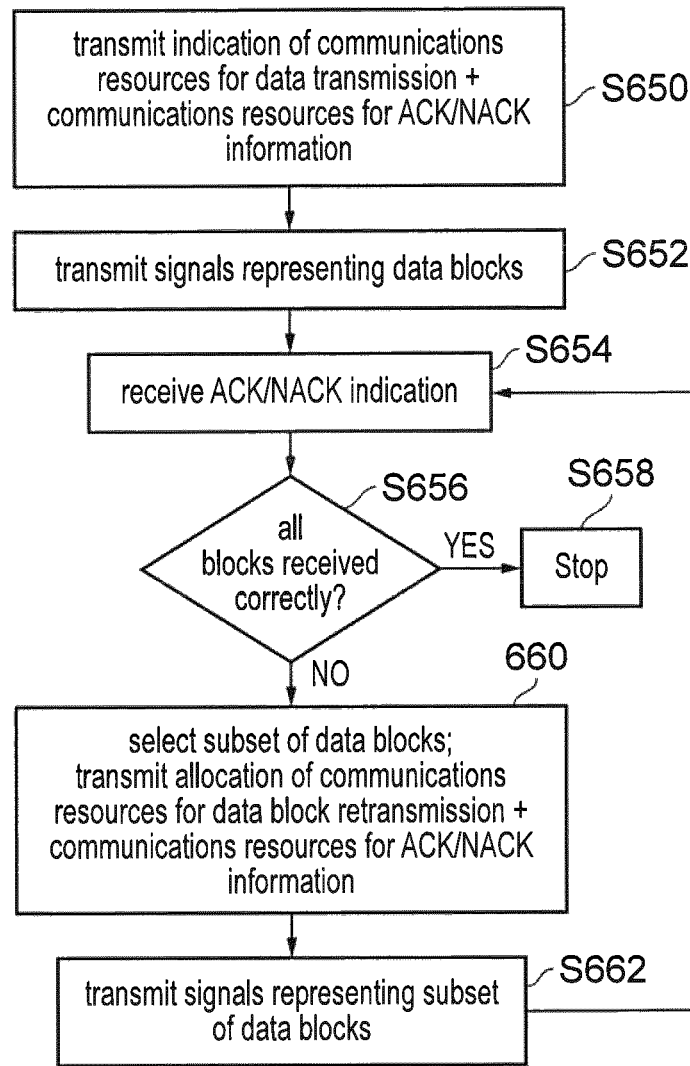 transmit indication of communications
resources for data transmission +
communications resources for ACK/NACK
information
S650
transmit signals representing data blocks
S652
S654
receive ACK/NACK indication
S656
all
blocks received
correctly?
YES
S658
Stop
NO
660
select subset of data blocks;
transmit allocation of communications
resources for data block retransmission +
communications resources for ACK/NACK
information
S662
transmit signals representing subset
of data blocks